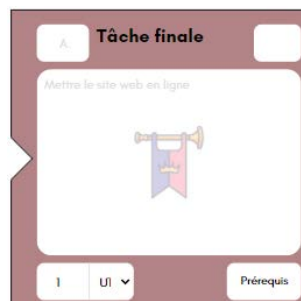 A.
Tâche finale
Mettre le site web en ligne
1
U1
Prérequis